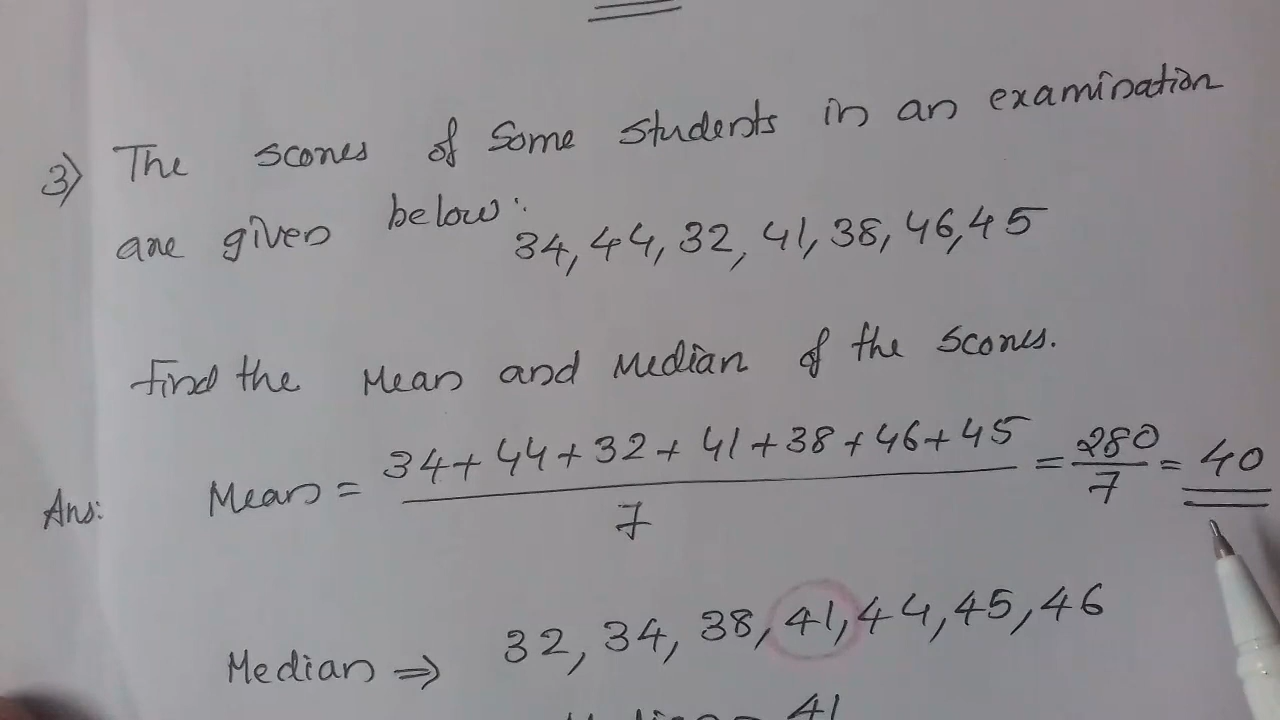 3) The scores of Some students in an examination
are given below:
34, 44, 32, 41, 38, 46, 45
Find the Mean and Median of the Scores.
Ans: Mean = 34+44+32+41+38+46+45 / 7 = 280/7 = 40
Median ⇒ 32, 34, 38, 41, 44, 45, 46
41